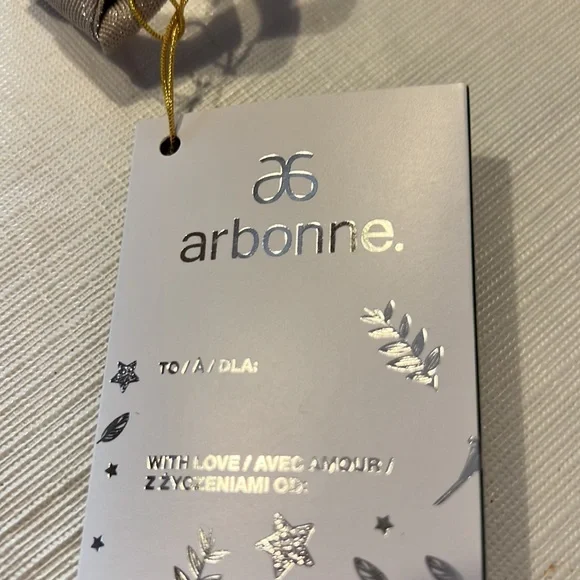 arbonne.
TO / À / DLA:
WITH LOVE / AVEC AMOUR /
Z ŻYCZENIAMI OD: